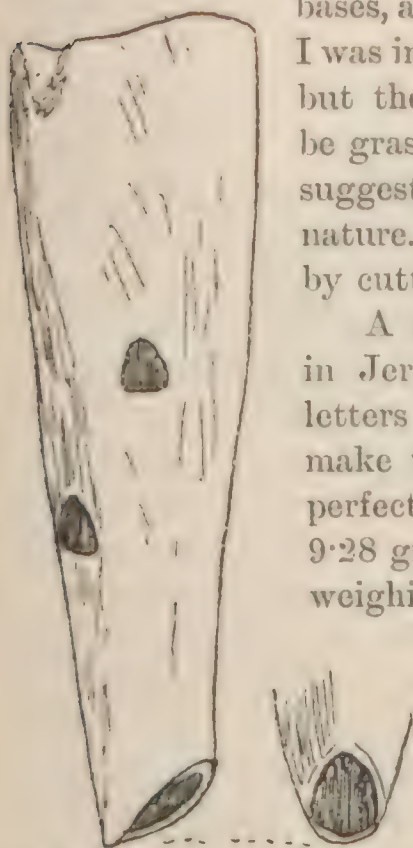 bases, a
I was in
but the
be gras
suggest
nature.
by cutt
A
in Jer
letters
make
perfect
9·28 g
weighi